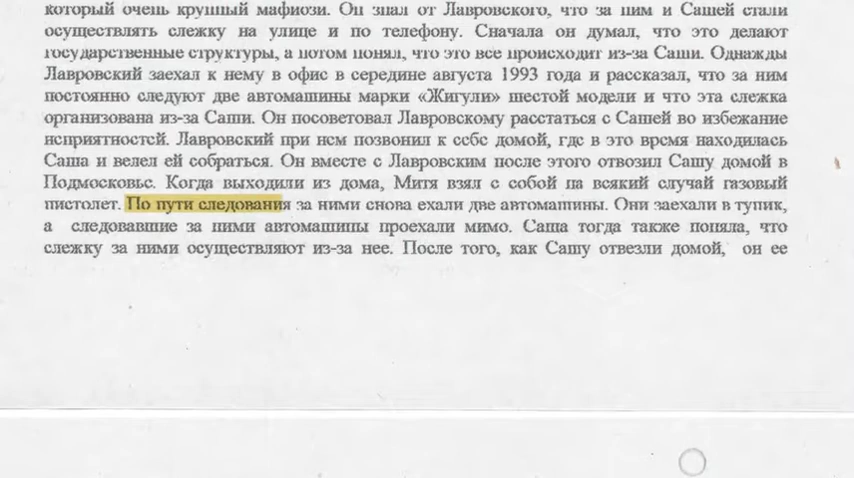 который очень крупный мафиози. Он знал от Лавровского, что за ним и Сашей стали
осуществлять слежку на улице и по телефону. Сначала он думал, что это делают
государственные структуры, а потом понял, что это все происходит из-за Саши. Однажды
Лавровский заехал к нему в офис в середине августа 1993 года и рассказал, что за ним
постоянно следуют две автомашины марки «Жигули» шестой модели и что эта слежка
организована из-за Саши. Он посоветовал Лавровскому расстаться с Сашей во избежание
неприятностей. Лавровский при нем позвонил к себе домой, где в это время находилась
Саша и велел ей собраться. Он вместе с Лавровским после этого отвозил Сашу домой в
Подмосковье. Когда выходили из дома, Митя взял с собой на всякий случай газовый
пистолет. По пути следования за ними снова ехали две автомашины. Они заехали в тупик,
а следовавшие за ними автомашины проехали мимо. Саша тогда также поняла, что
слежку за ними осуществляют из-за нее. После того, как Сашу отвезли домой, он ее